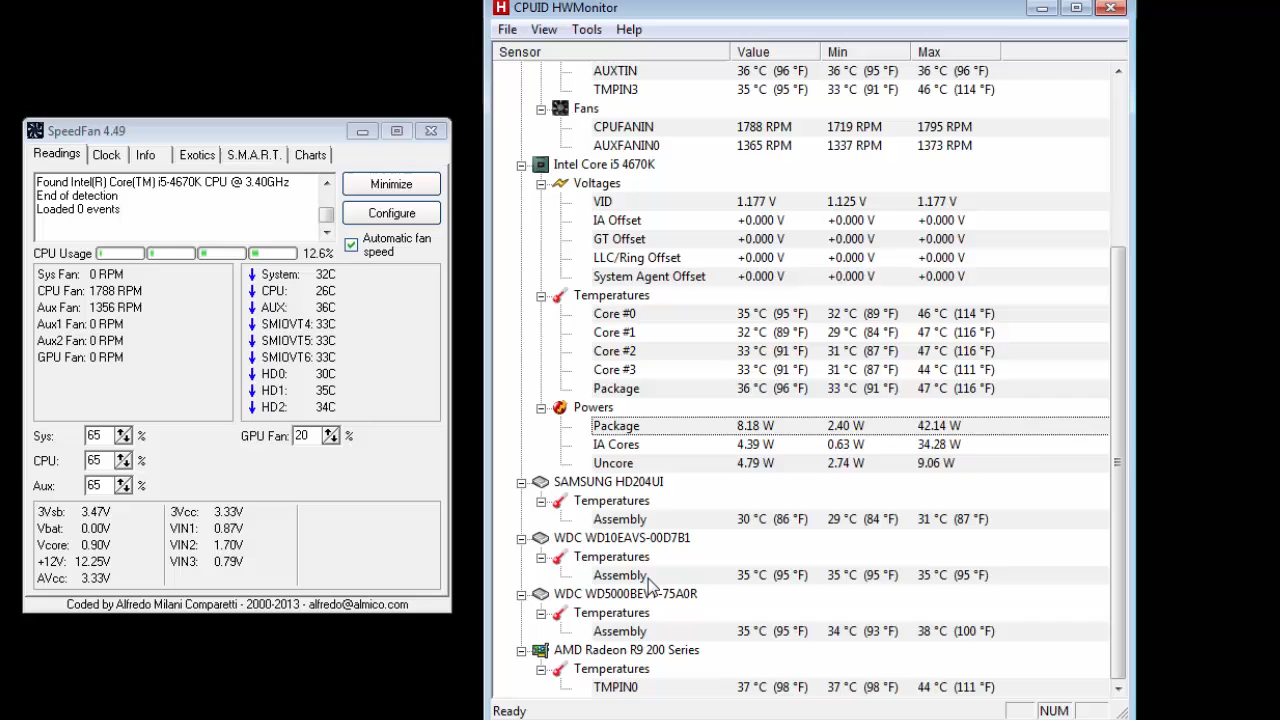 SpeedFan 4.49
Readings Clock Info Exotics S.M.A.R.T. Charts
Found Intel(R) Core(TM) i5-4670K CPU @ 3.40GHz
End of detection
Loaded 0 events
Minimize
Configure
Automatic fan
speed
CPU Usage 12.6%
Sys Fan: 0 RPM
CPU Fan: 1788 RPM
Aux Fan: 1356 RPM
Aux1 Fan: 0 RPM
Aux2 Fan: 0 RPM
GPU Fan: 0 RPM
System: 32C
CPU: 26C
AUX: 36C
SMIOVT4: 33C
SMIOVT5: 33C
SMIOVT6: 33C
HD0: 30C
HD1: 35C
HD2: 34C
Sys: 65 %
CPU: 65 %
Aux: 65 %
GPU Fan: 20 %
3Vsb: 3.47V
Vbat: 0.00V
Vcore: 0.90V
+12V: 12.25V
AVcc: 3.33V
3Vcc: 3.33V
VIN1: 0.87V
VIN2: 1.70V
VIN3: 0.79V
Coded by Alfredo Milani Comparetti - 2000-2013 - alfredo@almico.com
H CPUID HWMonitor
File View Tools Help
Sensor Value Min Max
AUXTIN 36 °C (96 °F) 36 °C (95 °F) 36 °C (96 °F)
TMPIN3 35 °C (95 °F) 33 °C (91 °F) 46 °C (114 °F)
Fans
CPUFANIN 1788 RPM 1719 RPM 1795 RPM
AUXFANIN0 1365 RPM 1337 RPM 1373 RPM
Intel Core i5 4670K
Voltages
VID 1.177 V 1.125 V 1.177 V
IA Offset +0.000 V +0.000 V +0.000 V
GT Offset +0.000 V +0.000 V +0.000 V
LLC/Ring Offset +0.000 V +0.000 V +0.000 V
System Agent Offset +0.000 V +0.000 V +0.000 V
Temperatures
Core #0 35 °C (95 °F) 32 °C (89 °F) 46 °C (114 °F)
Core #1 32 °C (89 °F) 29 °C (84 °F) 47 °C (116 °F)
Core #2 33 °C (91 °F) 31 °C (87 °F) 47 °C (116 °F)
Core #3 33 °C (91 °F) 31 °C (87 °F) 44 °C (111 °F)
Package 36 °C (96 °F) 33 °C (91 °F) 47 °C (116 °F)
Powers
Package 8.18 W 2.40 W 42.14 W
IA Cores 4.39 W 0.63 W 34.28 W
Uncore 4.79 W 2.74 W 9.06 W
SAMSUNG HD204UI
Temperatures
Assembly 30 °C (86 °F) 29 °C (84 °F) 31 °C (87 °F)
WDC WD10EAVS-00D7B1
Temperatures
Assembly 35 °C (95 °F) 35 °C (95 °F) 35 °C (95 °F)
WDC WD5000BEVT-75A0R
Temperatures
Assembly 35 °C (95 °F) 34 °C (93 °F) 38 °C (100 °F)
AMD Radeon R9 200 Series
Temperatures
TMPIN0 37 °C (98 °F) 37 °C (98 °F) 44 °C (111 °F)
Ready NUM